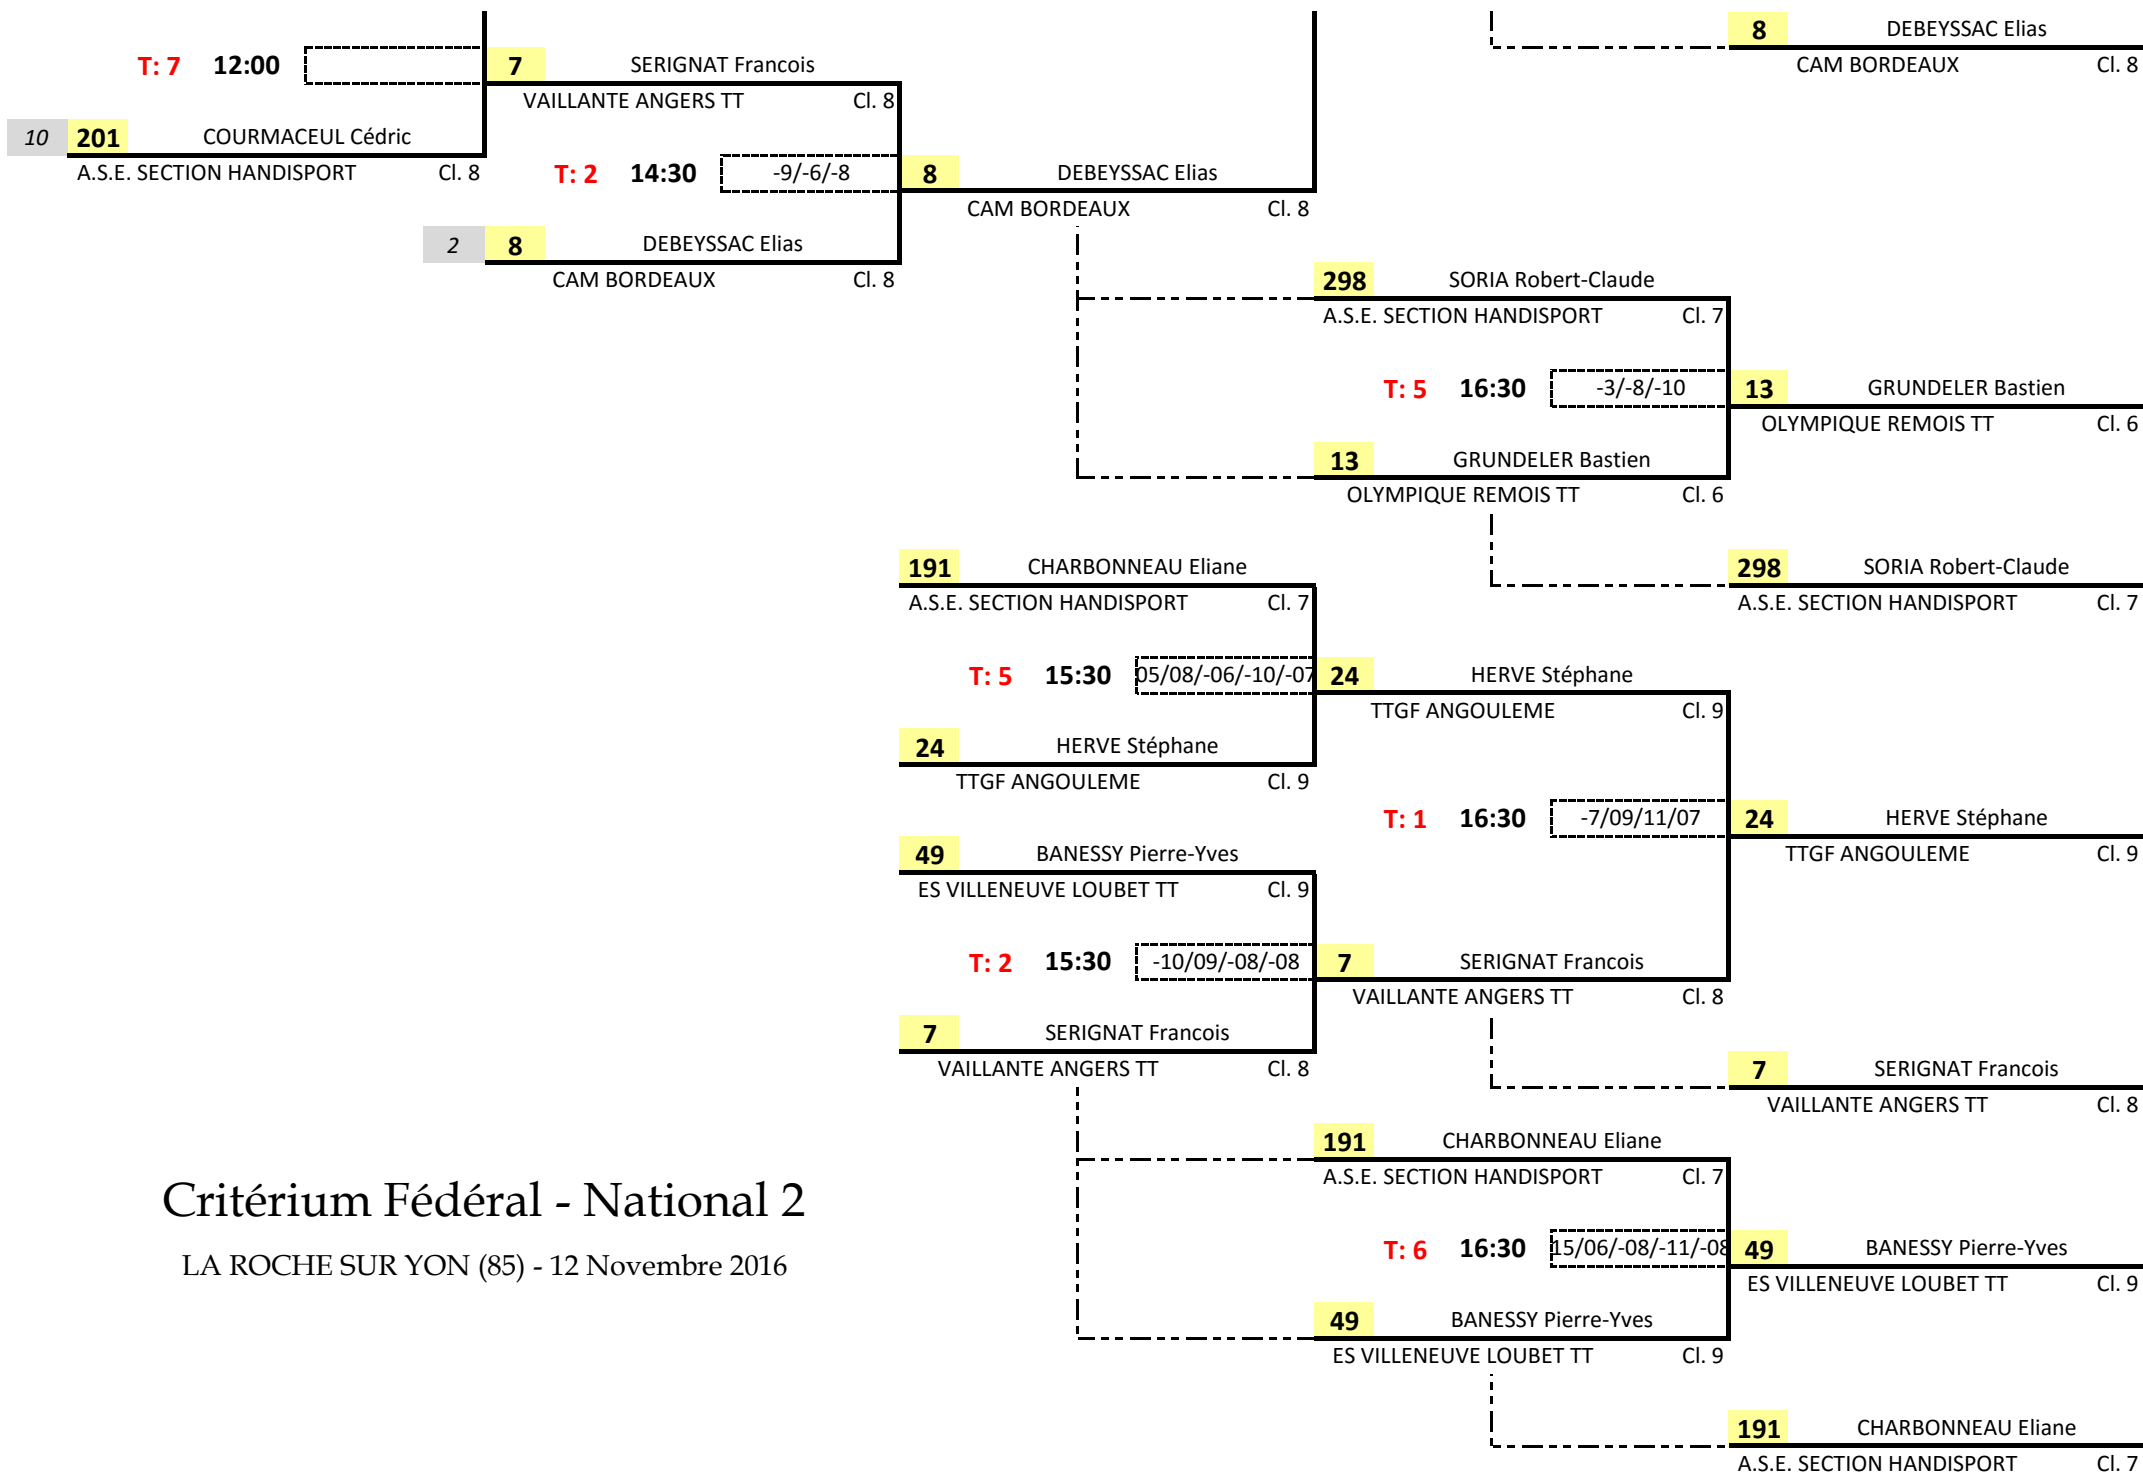 8 DEBEYSSAC Elias
T: 7 12:00 7 SERIGNAT Francois CAM BORDEAUX Cl. 8
VAILLANTE ANGERS TT Cl. 8
10 201 COURMACEUL Cédric
A.S.E. SECTION HANDISPORT Cl. 8 T: 2 14:30 -9/-6/-8 8 DEBEYSSAC Elias
CAM BORDEAUX Cl. 8
2 8 DEBEYSSAC Elias
CAM BORDEAUX Cl. 8 298 SORIA Robert-Claude
A.S.E. SECTION HANDISPORT Cl. 7
T: 5 16:30 -3/-8/-10 13 GRUNDELER Bastien
OLYMPIQUE REMOIS TT Cl. 6
13 GRUNDELER Bastien
OLYMPIQUE REMOIS TT Cl. 6
191 CHARBONNEAU Eliane 298 SORIA Robert-Claude
A.S.E. SECTION HANDISPORT Cl. 7 A.S.E. SECTION HANDISPORT Cl. 7
T: 5 15:30 05/08/-06/-10/-07 24 HERVE Stéphane
TTGF ANGOULEME Cl. 9
24 HERVE Stéphane
TTGF ANGOULEME Cl. 9
T: 1 16:30 -7/09/11/07 24 HERVE Stéphane
49 BANESSY Pierre-Yves TTGF ANGOULEME Cl. 9
ES VILLENEUVE LOUBET TT Cl. 9
T: 2 15:30 -10/09/-08/-08 7 SERIGNAT Francois
VAILLANTE ANGERS TT Cl. 8
7 SERIGNAT Francois
VAILLANTE ANGERS TT Cl. 8 7 SERIGNAT Francois
VAILLANTE ANGERS TT Cl. 8
191 CHARBONNEAU Eliane
A.S.E. SECTION HANDISPORT Cl. 7
Critérium Fédéral - National 2
T: 6 16:30 15/06/-08/-11/-08 49 BANESSY Pierre-Yves
LA ROCHE SUR YON (85) - 12 Novembre 2016
ES VILLENEUVE LOUBET TT Cl. 9
49 BANESSY Pierre-Yves
ES VILLENEUVE LOUBET TT Cl. 9
191 CHARBONNEAU Eliane
A.S.E. SECTION HANDISPORT Cl. 7